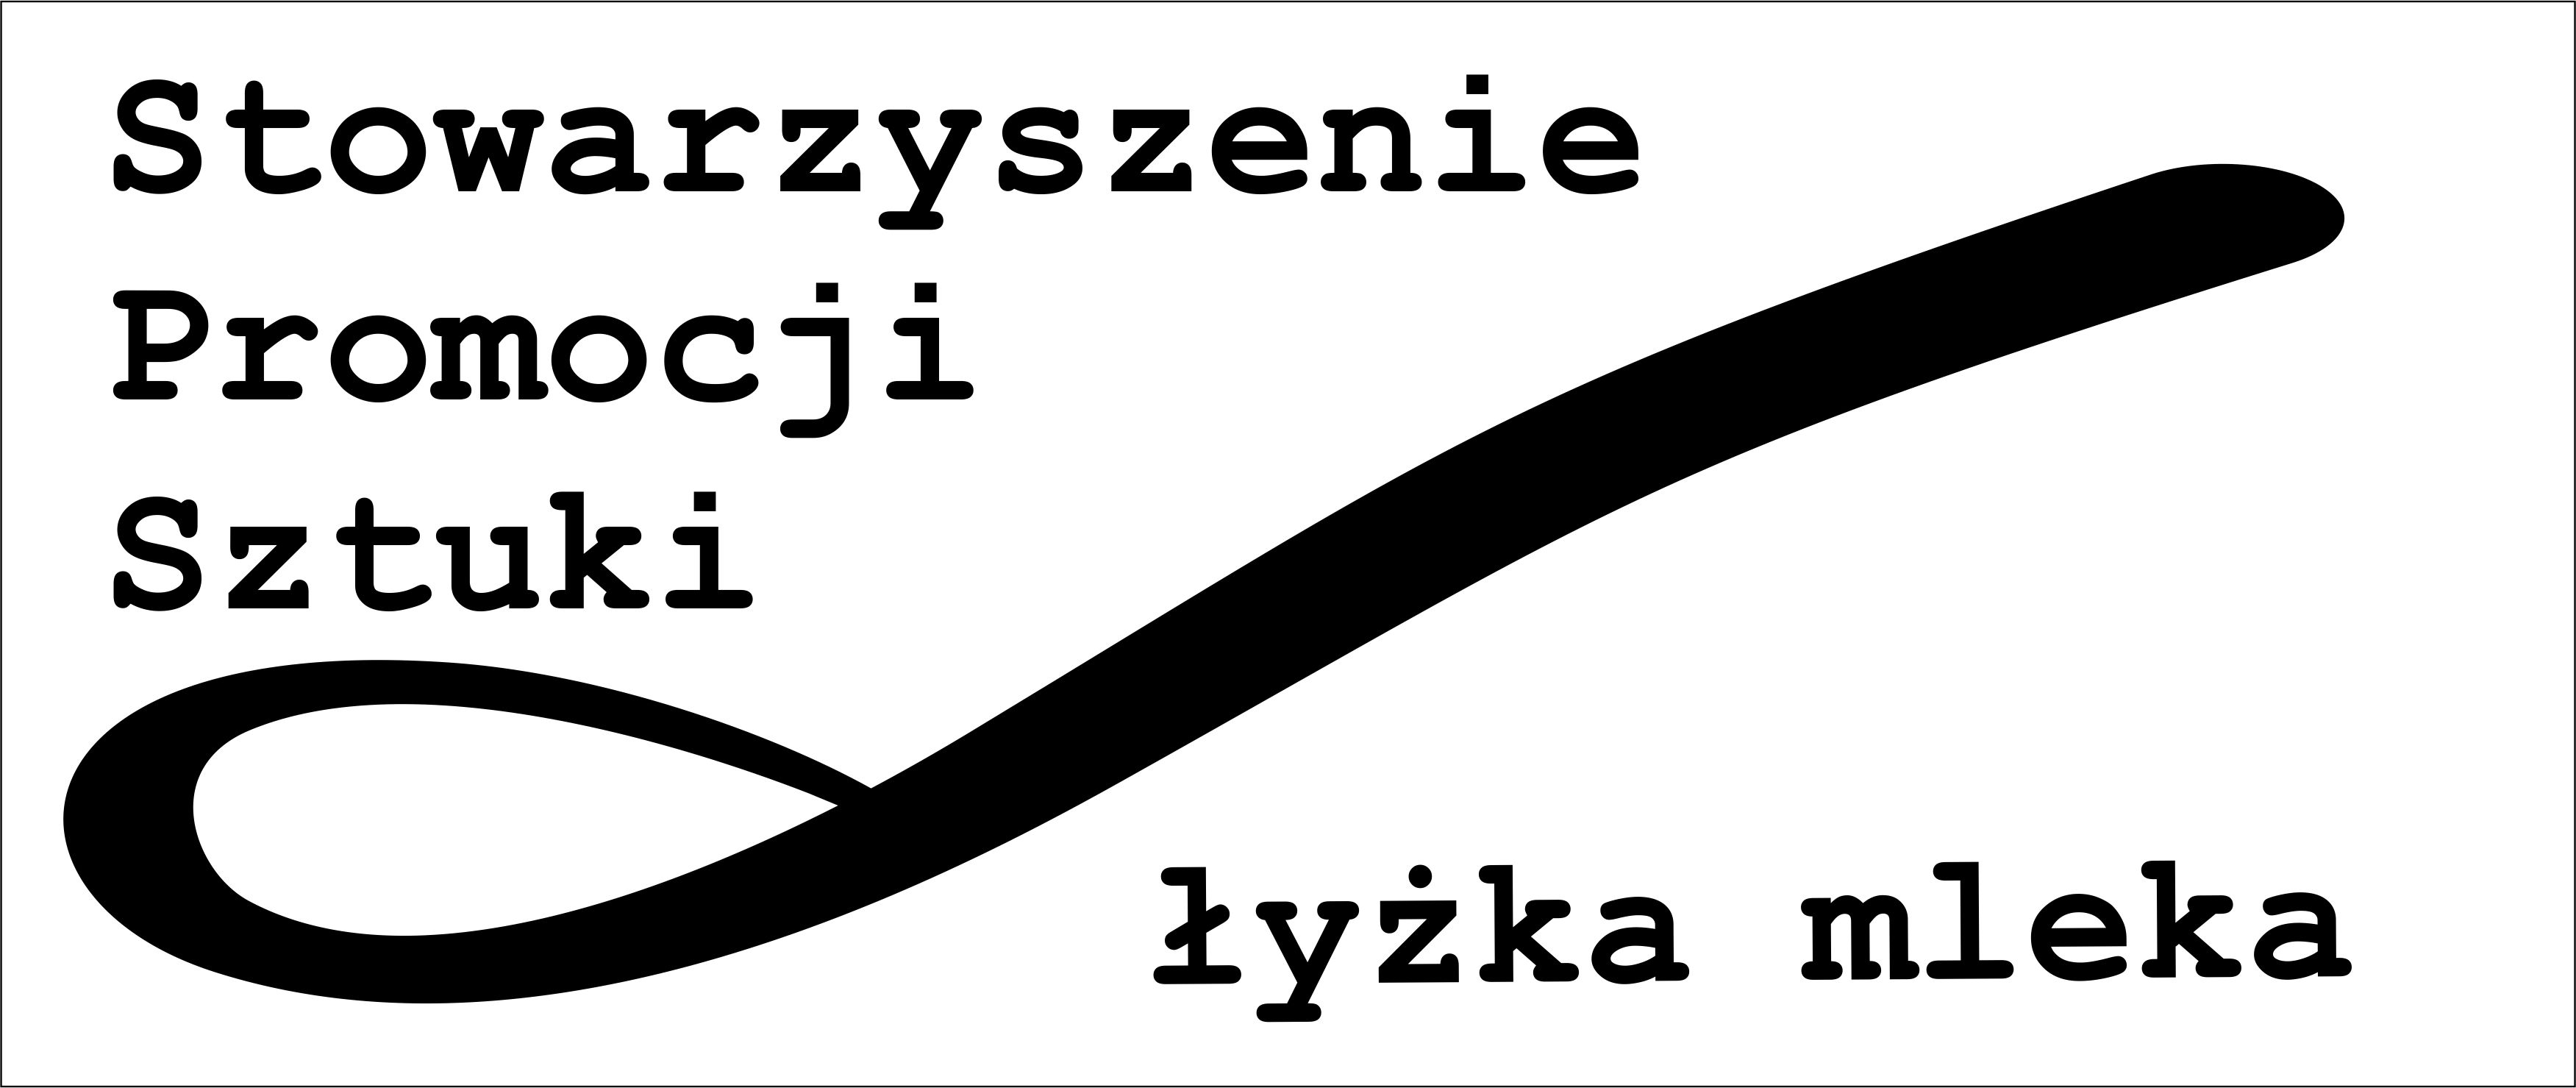 Stowarzyszenie
Promocji
Sztuki
łyżka mleka